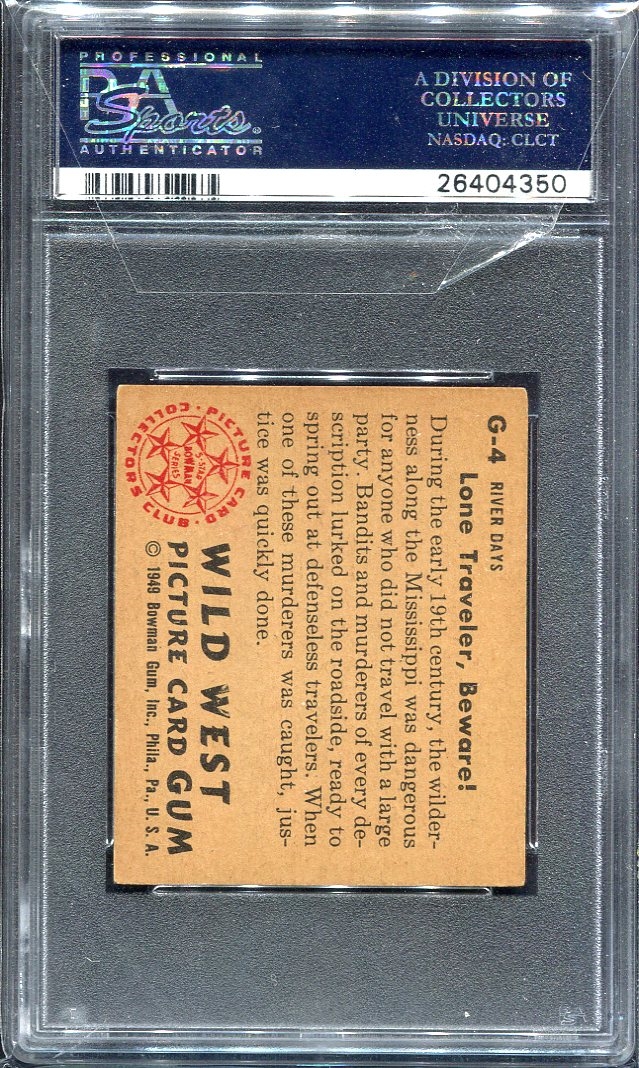 PROFESSIONAL
PSA
Sports®
AUTHENTICATOR
A DIVISION OF
COLLECTORS
UNIVERSE
NASDAQ: CLCT
26404350
G-4 RIVER DAYS
Lone Traveler, Beware!
During the early 19th century, the wilder-
ness along the Mississippi was dangerous
for anyone who did not travel with a large
party. Bandits and murderers of every de-
scription lurked on the roadside, ready to
spring out at defenseless travelers. When
one of these murderers was caught, jus-
tice was quickly done.
PICTURE CARD
COLLECTORS CLUB
5-STAR
BOWMAN
SERIES
WILD WEST
PICTURE CARD GUM
© 1949 Bowman Gum, Inc., Phila., Pa., U. S. A.
PSA